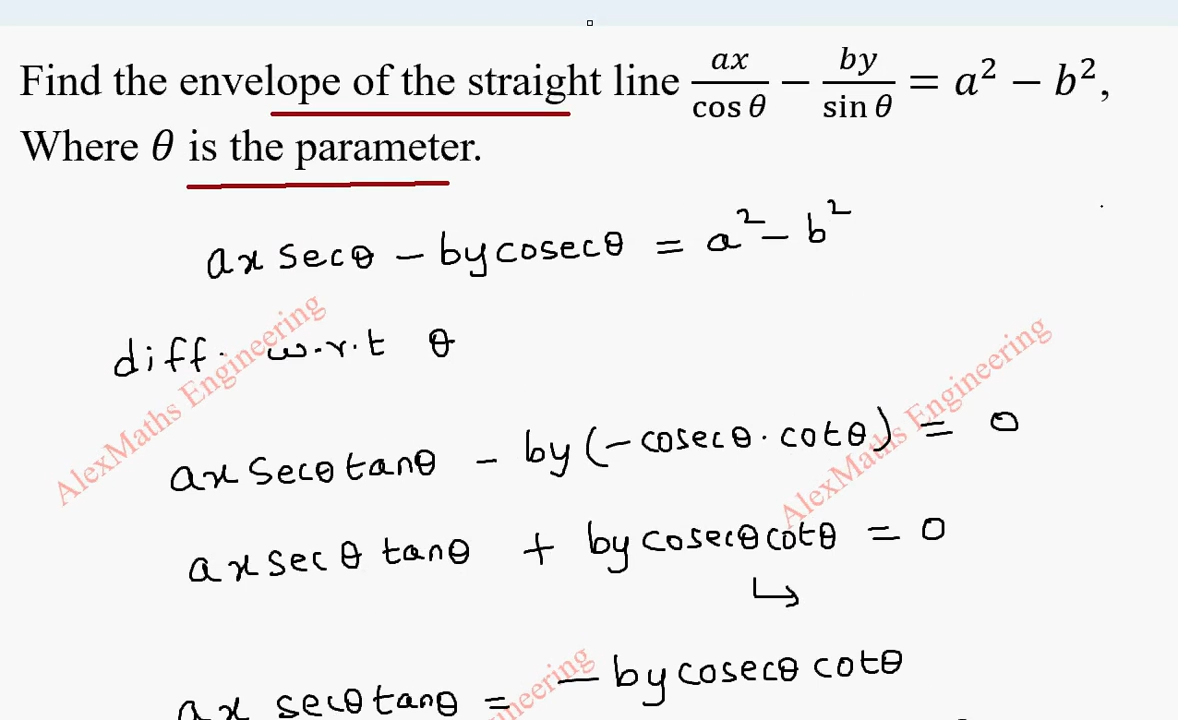 Find the envelope of the straight line ax/cos θ − by/sin θ = a² − b²,
Where θ is the parameter.
ax secθ − by cosecθ = a² − b²
diff. w.r.t θ
ax secθ tanθ − by (− cosecθ · cotθ) = 0
ax sec θ tanθ + by cosecθ cotθ = 0
↳
ax secθ tanθ = − by cosecθ cotθ
AlexMaths Engineering
AlexMaths Engineering